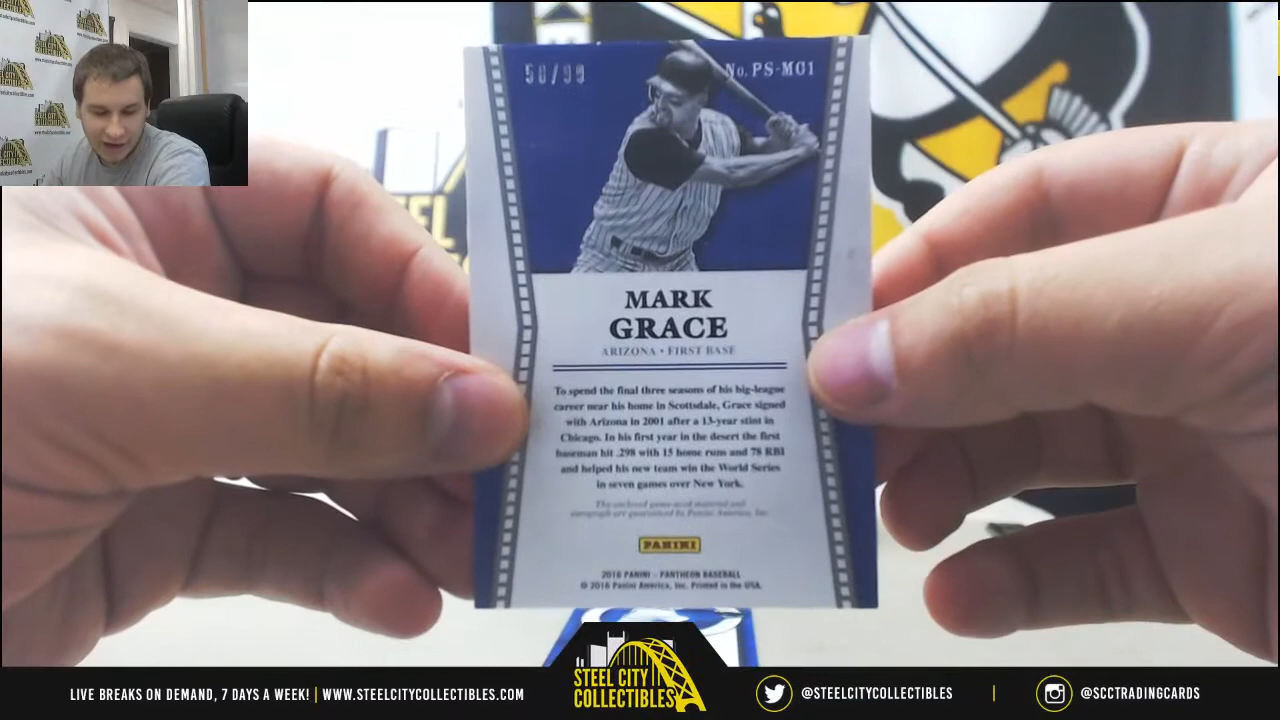 No. PS-MG1
MARK
GRACE
ARIZONA • FIRST BASE
To spend the final three seasons of his big-league
career near his home in Scottsdale, Grace signed
with Arizona in 2001 after a 13-year stint in
Chicago. In his first year in the desert the first
baseman hit .298 with 15 home runs and 78 RBI
and helped his new team win the World Series
in seven games over New York.
The enclosed game-used material and
autograph are guaranteed by Panini America, Inc.
PANINI
2016 PANINI – PANTHEON BASEBALL
© 2016 Panini America, Inc. Printed in the USA.
LIVE BREAKS ON DEMAND, 7 DAYS A WEEK! | WWW.STEELCITYCOLLECTIBLES.COM
STEEL CITY
COLLECTIBLES
@STEELCITYCOLLECTIBLES | @SCCTRADINGCARDS